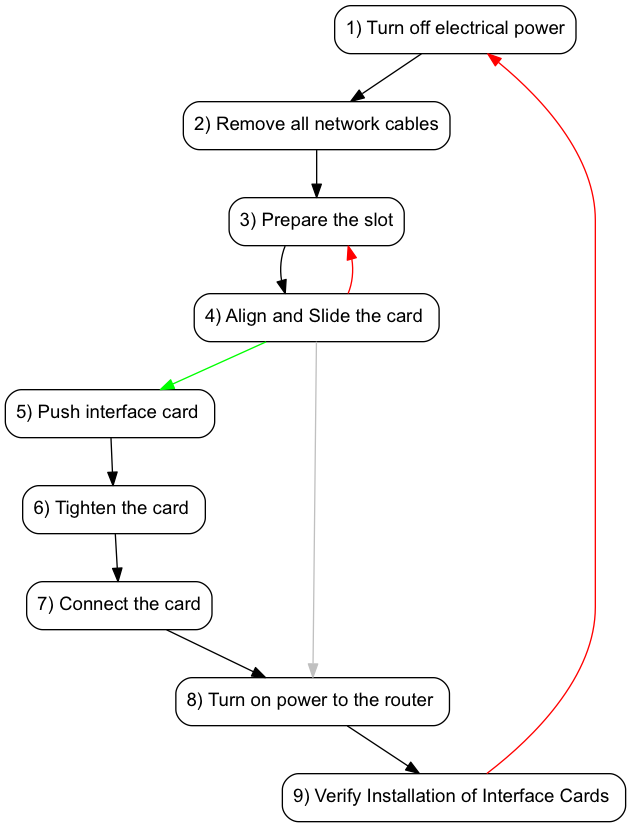 1) Turn off electrical power
2) Remove all network cables
3) Prepare the slot
4) Align and Slide the card
5) Push interface card
6) Tighten the card
7) Connect the card
8) Turn on power to the router
9) Verify Installation of Interface Cards